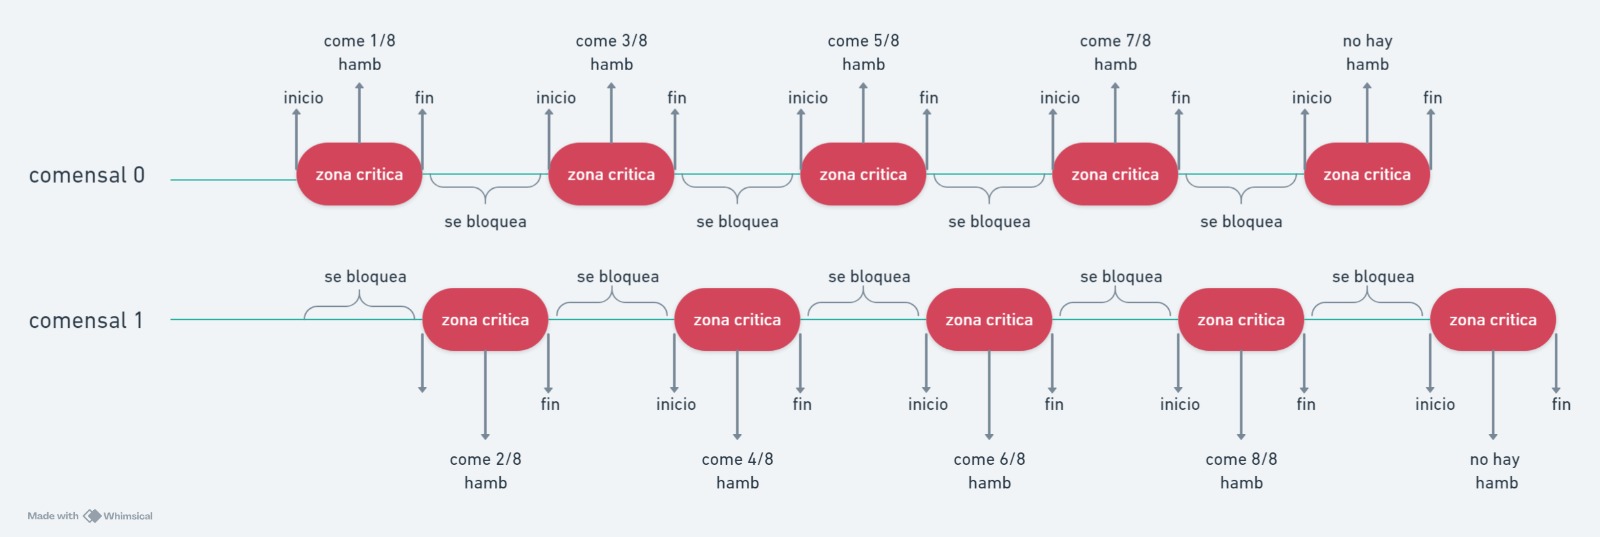 come 1/8 come 3/8 come 5/8 come 7/8 no hay
hamb hamb hamb hamb hamb
inicio fin inicio fin inicio fin inicio fin inicio fin
comensal 0 zona critica zona critica zona critica zona critica zona critica
se bloquea se bloquea se bloquea se bloquea
se bloquea se bloquea se bloquea se bloquea se bloquea
comensal 1 zona critica zona critica zona critica zona critica zona critica
fin inicio fin inicio fin inicio fin inicio fin
come 2/8 come 4/8 come 6/8 come 8/8 no hay
hamb hamb hamb hamb hamb
Made with Whimsical